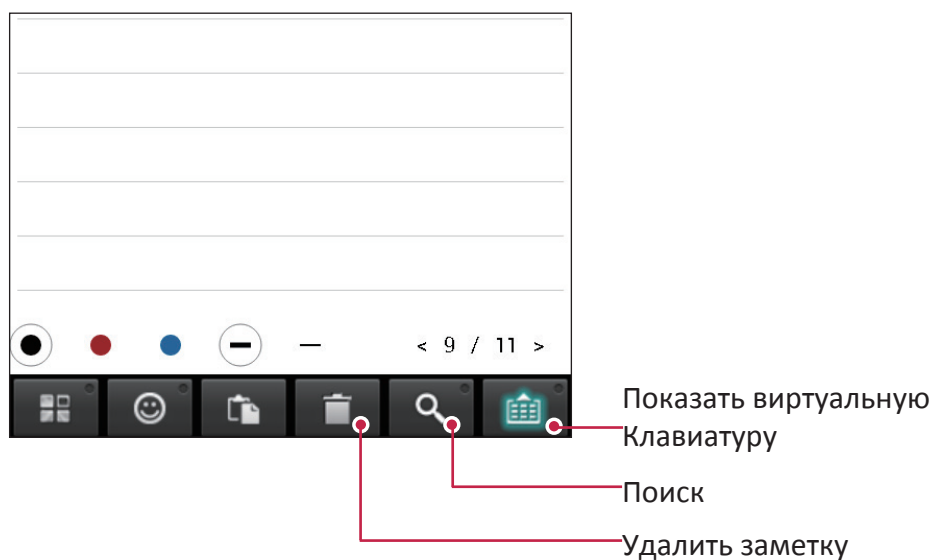 < 9 / 11 >
Показать виртуальную
Клавиатуру
Поиск
Удалить заметку